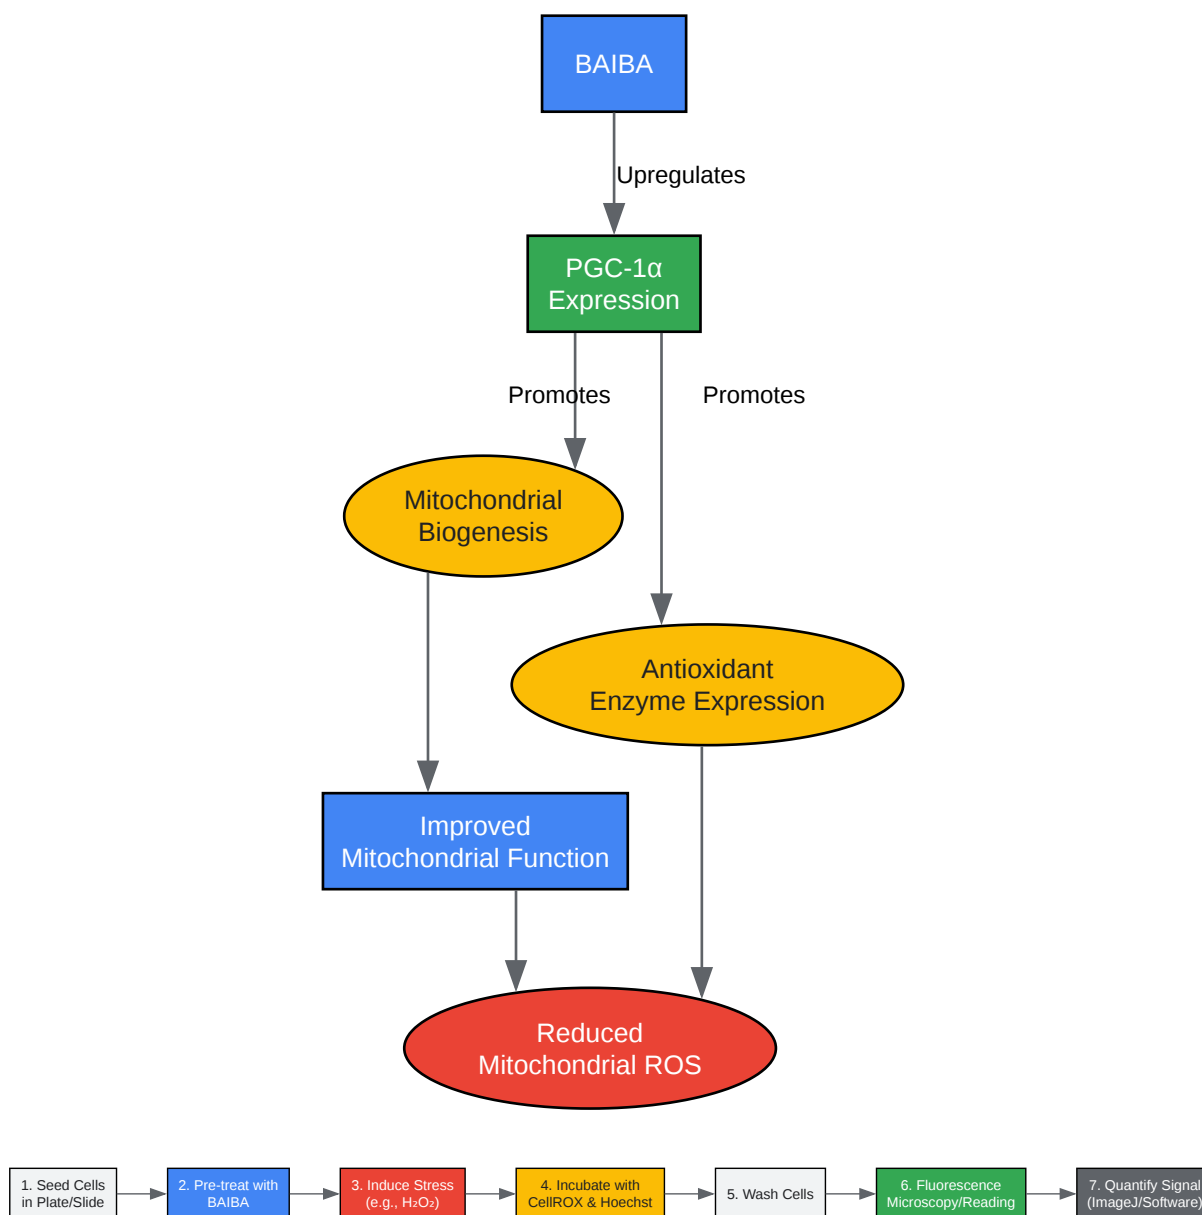 BAIBA
Upregulates
PGC-1α
Expression
Promotes
Promotes
Mitochondrial
Biogenesis
Antioxidant
Enzyme Expression
Improved
Mitochondrial Function
Reduced
Mitochondrial ROS
1. Seed Cells
in Plate/Slide
2. Pre-treat with
BAIBA
3. Induce Stress
(e.g., H₂O₂)
4. Incubate with
CellROX & Hoechst
5. Wash Cells
6. Fluorescence
Microscopy/Reading
7. Quantify Signal
(ImageJ/Software)